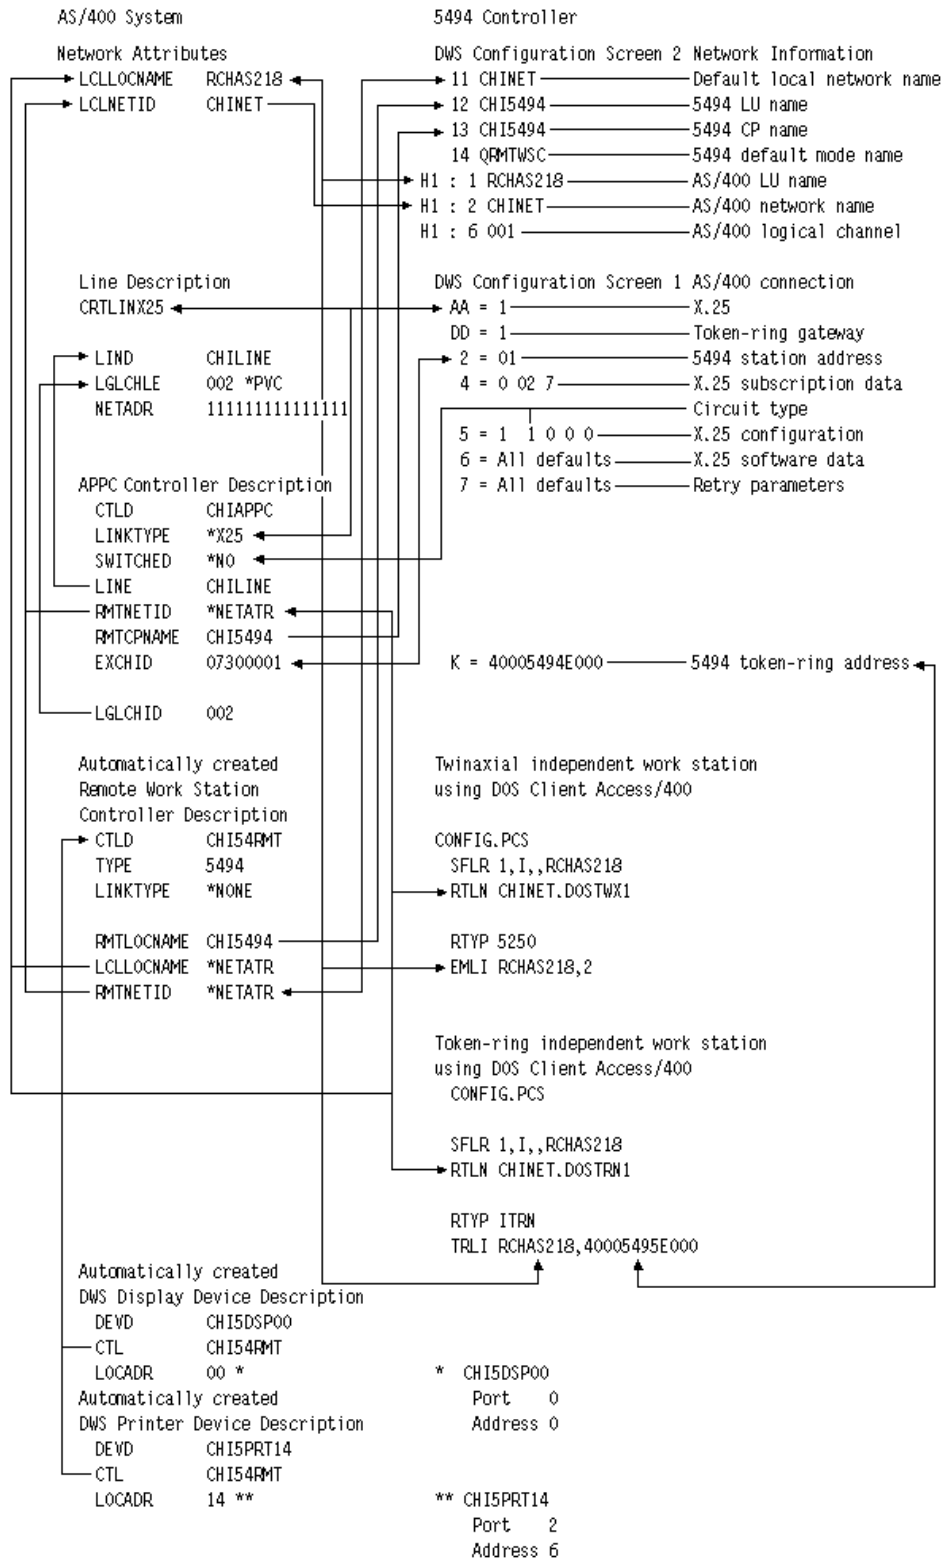 AS/400 System 5494 Controller
Network Attributes DWS Configuration Screen 2 Network Information
LCLLOCNAME RCHAS218 11 CHINET Default local network name
LCLNETID CHINET 12 CHI5494 5494 LU name
13 CHI5494 5494 CP name
14 QRMTWSC 5494 default mode name
H1 : 1 RCHAS218 AS/400 LU name
H1 : 2 CHINET AS/400 network name
H1 : 6 001 AS/400 logical channel
Line Description DWS Configuration Screen 1 AS/400 connection
CRTLINX25 AA = 1 X.25
DD = 1 Token-ring gateway
LIND CHILINE 2 = 01 5494 station address
LGLCHLE 002 *PVC 4 = 0 02 7 X.25 subscription data
NETADR 111111111111111 Circuit type
5 = 1 1 0 0 0 X.25 configuration
6 = All defaults X.25 software data
APPC Controller Description 7 = All defaults Retry parameters
CTLD CHIAPPC
LINKTYPE *X25
SWITCHED *NO
LINE CHILINE
RMTNETID *NETATR
RMTCPNAME CHI5494
EXCHID 07300001 K = 40005494E000 5494 token-ring address
LGLCHID 002
Automatically created Twinaxial independent work station
Remote Work Station using DOS Client Access/400
Controller Description
CTLD CHI54RMT CONFIG.PCS
TYPE 5494 SFLR 1,I,,RCHAS218
LINKTYPE *NONE RTLN CHINET.DOSTWX1
RMTLOCNAME CHI5494 RTYP 5250
LCLLOCNAME *NETATR EMLI RCHAS218,2
RMTNETID *NETATR
Token-ring independent work station
using DOS Client Access/400
CONFIG.PCS
SFLR 1,I,,RCHAS218
RTLN CHINET.DOSTRN1
RTYP ITRN
TRLI RCHAS218,40005495E000
Automatically created
DWS Display Device Description
DEVD CHI5DSP00
CTL CHI54RMT
LOCADR 00 * * CHI5DSP00
Automatically created Port 0
DWS Printer Device Description Address 0
DEVD CHI5PRT14
CTL CHI54RMT
LOCADR 14 ** ** CHI5PRT14
Port 2
Address 6